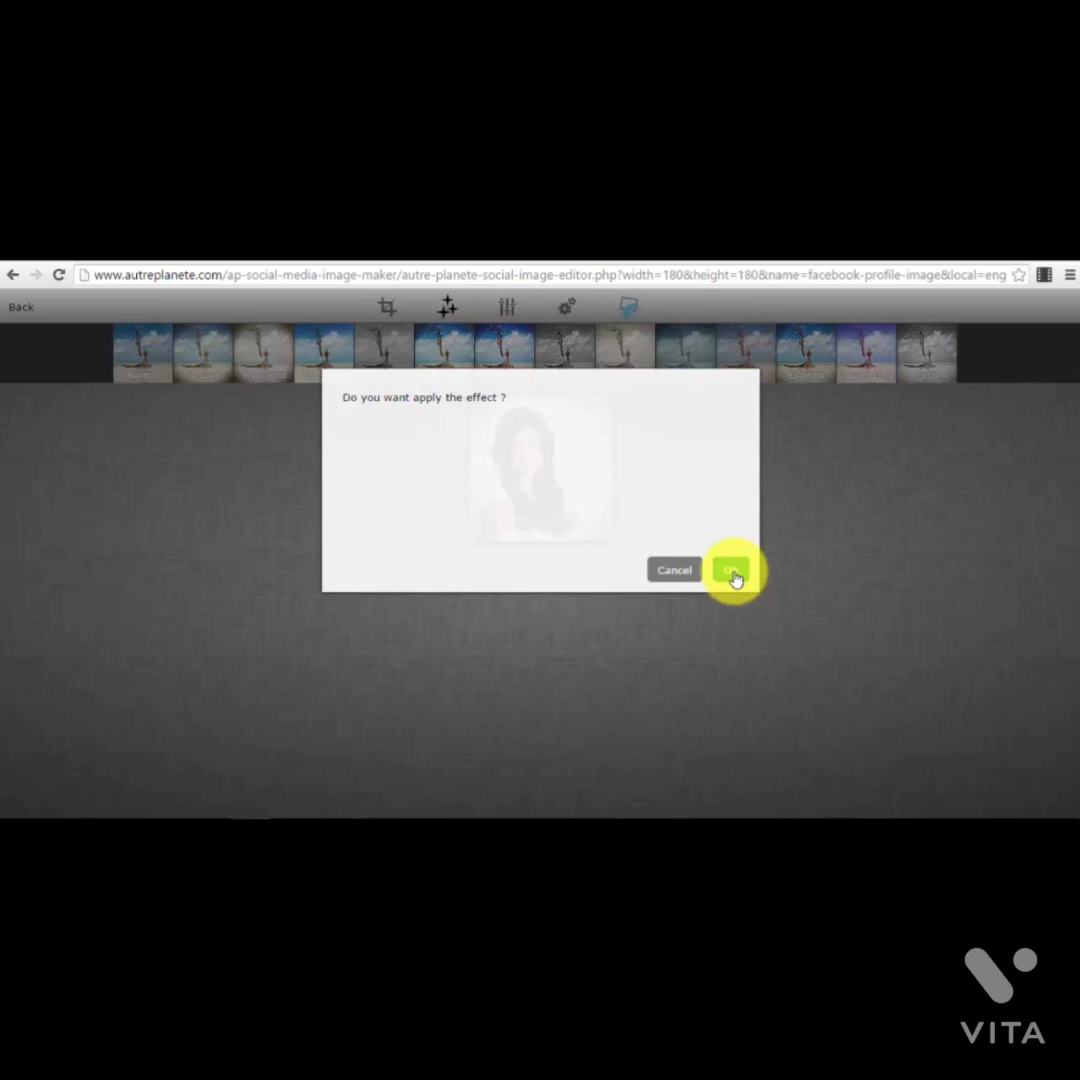 www.autreplanete.com/ap-social-media-image-maker/autre-planete-social-image-editor.php?width=180&height=180&name=facebook-profile-image&local=eng
Back
Do you want apply the effect ?
Cancel
Ok
VITA